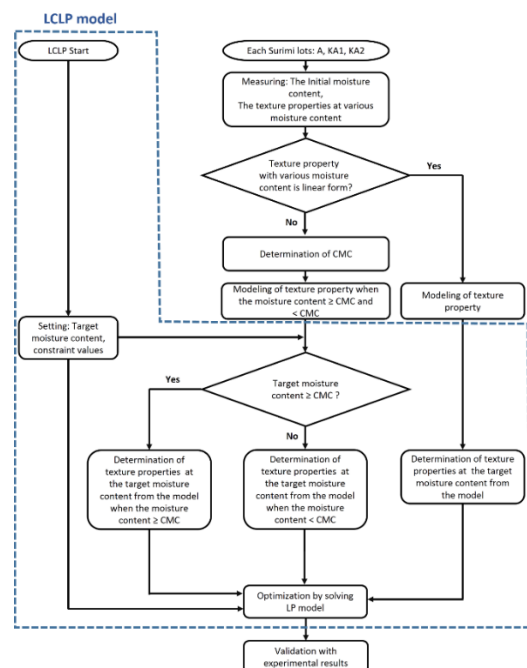 LCLP model
LCLP Start
Each Surimi lots: A, KA1, KA2
Measuring: The Initial moisture
content,
The texture properties at various
moisture content
Texture property
with various moisture
content is linear form?
Yes
No
Determination of CMC
Modeling of texture property when
the moisture content ≥ CMC and
< CMC
Modeling of texture
property
Setting: Target
moisture content,
constraint values
Target moisture
content ≥ CMC ?
Yes
No
Determination of
texture properties at
the target moisture
content from the model
when the moisture
content ≥ CMC
Determination of
texture properties at
the target moisture
content from the model
when the moisture
content < CMC
Determination of texture
properties at the target
moisture content from
the model
Optimization by solving
LP model
Validation with
experimental results